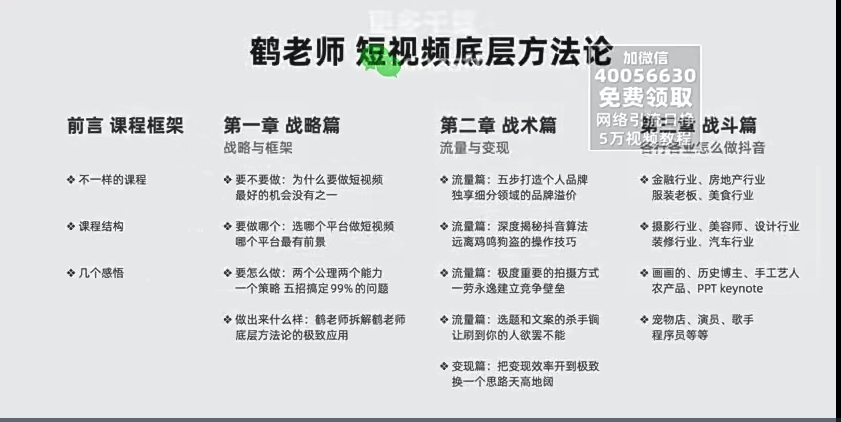 鹤老师 短视频底层方法论
加微信
40056630
免费领取
5万视频教程
前言 课程框架
❖ 不一样的课程
❖ 课程结构
❖ 几个感悟
第一章 战略篇
战略与框架
❖ 要不要做：为什么要做短视频
最好的机会没有之一
❖ 要做哪个：选哪个平台做短视频
哪个平台最有前景
❖ 要怎么做：两个公理两个能力
一个策略 五招搞定99%的问题
❖ 做出来什么样：鹤老师拆解鹤老师
底层方法论的极致应用
第二章 战术篇
流量与变现
❖ 流量篇：五步打造个人品牌
独享细分领域的品牌溢价
❖ 流量篇：深度揭秘抖音算法
远离鸡鸣狗盗的操作技巧
❖ 流量篇：极度重要的拍摄方式
一劳永逸建立竞争壁垒
❖ 流量篇：选题和文案的杀手锏
让刷到你的人欲罢不能
❖ 变现篇：把变现效率开到极致
换一个思路天高地阔
第三章 战斗篇
各行各业怎么做抖音
❖ 金融行业、房地产行业
服装老板、美食行业
❖ 摄影行业、美容师、设计行业
装修行业、汽车行业
❖ 画画的、历史博主、手工艺人
农产品、PPT keynote
❖ 宠物店、演员、歌手
程序员等等